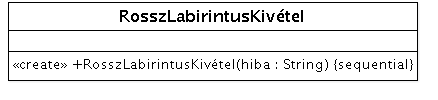 RosszLabirintusKivétel
«create» +RosszLabirintusKivétel(hiba : String) {sequential}